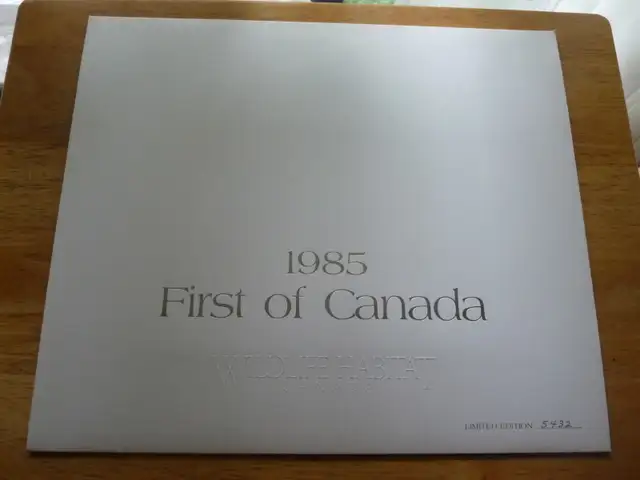 1985
First of Canada
WILDLIFE HABITAT
LIMITED EDITION 5432